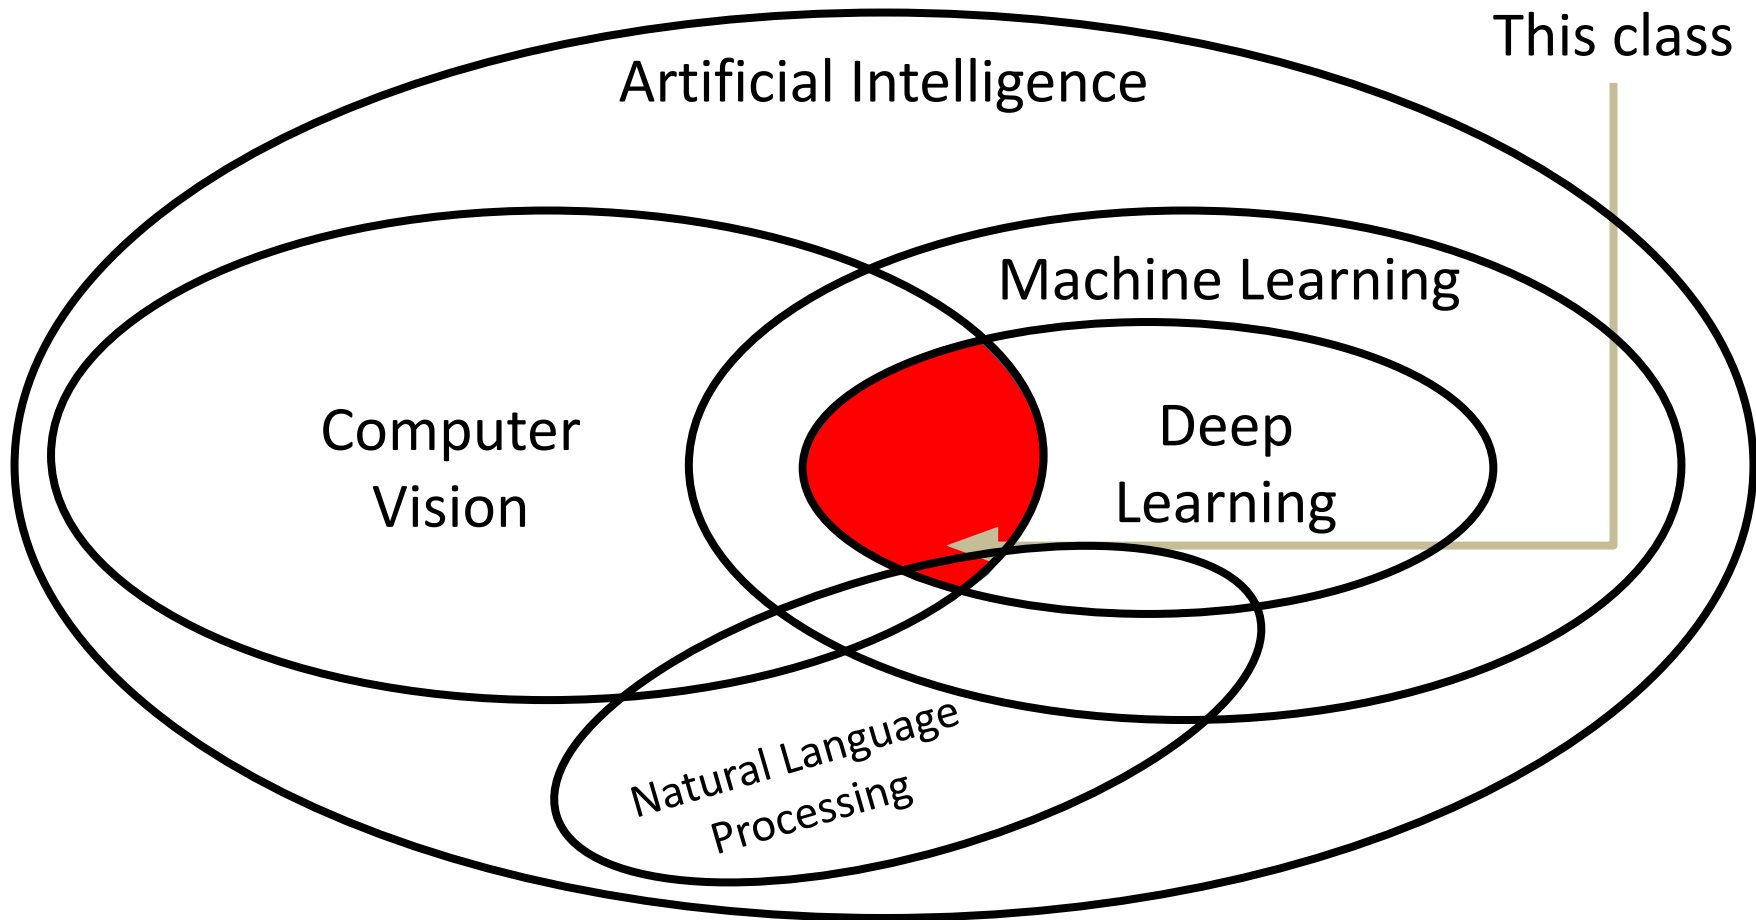 This class
Artificial Intelligence
Machine Learning
Computer
Vision
Deep
Learning
Natural Language
Processing